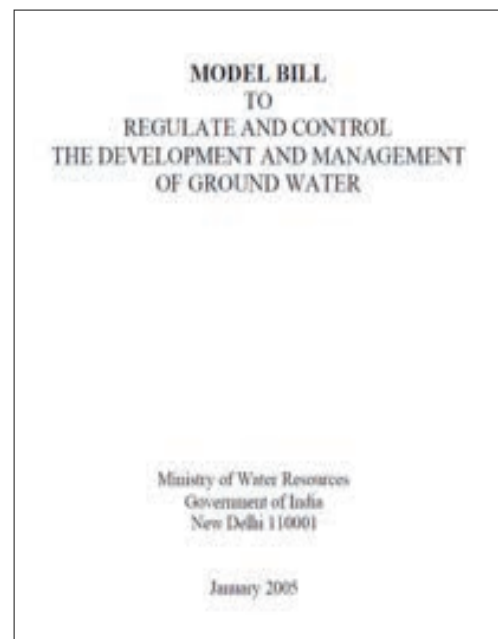 MODEL BILL
TO
REGULATE AND CONTROL
THE DEVELOPMENT AND MANAGEMENT
OF GROUND WATER
Ministry of Water Resources
Government of India
New Delhi 110001
January 2005